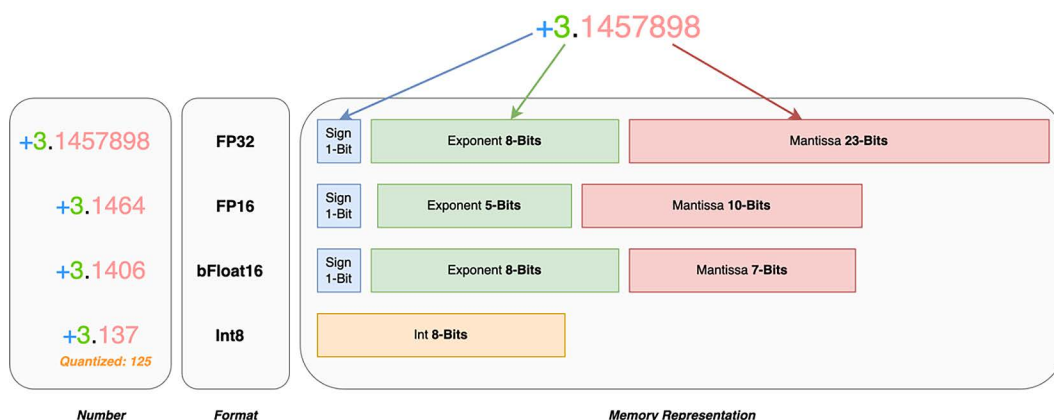 +3.1457898
+3.1457898 FP32 Sign 1-Bit Exponent 8-Bits Mantissa 23-Bits
+3.1464 FP16 Sign 1-Bit Exponent 5-Bits Mantissa 10-Bits
+3.1406 bFloat16 Sign 1-Bit Exponent 8-Bits Mantissa 7-Bits
+3.137 Int8 Int 8-Bits
Quantized: 125
Number Format Memory Representation